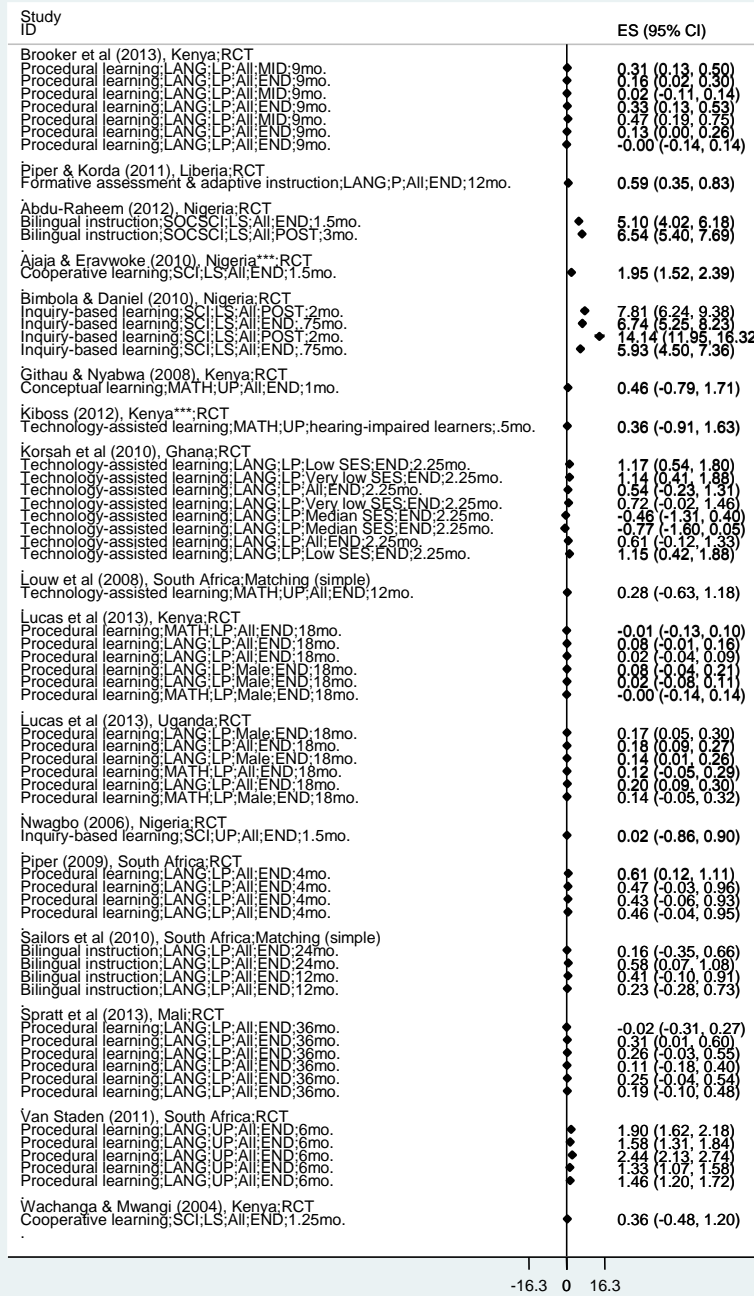 Study
ID ES (95% CI)
Brooker et al (2013), Kenya;RCT
Procedural learning;LANG;LP;All;MID;9mo. 0.31 (0.13, 0.50)
Procedural learning;LANG;LP;All;END;9mo. 0.16 (0.02, 0.30)
Procedural learning;LANG;LP;All;MID;9mo. 0.02 (-0.11, 0.14)
Procedural learning;LANG;LP;All;END;9mo. 0.33 (0.13, 0.53)
Procedural learning;LANG;LP;All;MID;9mo. 0.47 (0.19, 0.75)
Procedural learning;LANG;LP;All;END;9mo. 0.13 (0.00, 0.26)
Procedural learning;LANG;LP;All;END;9mo. -0.00 (-0.14, 0.14)
.
Piper & Korda (2011), Liberia;RCT
Formative assessment & adaptive instruction;LANG;P;All;END;12mo. 0.59 (0.35, 0.83)
.
Abdu-Raheem (2012), Nigeria;RCT
Bilingual instruction;SOCSCI;LS;All;END;1.5mo. 5.10 (4.02, 6.18)
Bilingual instruction;SOCSCI;LS;All;POST;3mo. 6.54 (5.40, 7.69)
.
Ajaja & Eravwoke (2010), Nigeria***;RCT
Cooperative learning;SCI;LS;All;END;1.5mo. 1.95 (1.52, 2.39)
.
Bimbola & Daniel (2010), Nigeria;RCT
Inquiry-based learning;SCI;LS;All;POST;2mo. 7.81 (6.24, 9.38)
Inquiry-based learning;SCI;LS;All;END;.75mo. 6.74 (5.25, 8.23)
Inquiry-based learning;SCI;LS;All;POST;2mo. 14.14 (11.95, 16.32
Inquiry-based learning;SCI;LS;All;END;.75mo. 5.93 (4.50, 7.36)
.
Githau & Nyabwa (2008), Kenya;RCT
Conceptual learning;MATH;UP;All;END;1mo. 0.46 (-0.79, 1.71)
.
Kiboss (2012), Kenya***;RCT
Technology-assisted learning;MATH;UP;hearing-impaired learners;.5mo. 0.36 (-0.91, 1.63)
.
Korsah et al (2010), Ghana;RCT
Technology-assisted learning;LANG;LP;Low SES;END;2.25mo. 1.17 (0.54, 1.80)
Technology-assisted learning;LANG;LP;Very low SES;END;2.25mo. 1.14 (0.41, 1.88)
Technology-assisted learning;LANG;LP;All;END;2.25mo. 0.54 (-0.23, 1.31)
Technology-assisted learning;LANG;LP;Very low SES;END;2.25mo. 0.72 (-0.02, 1.46)
Technology-assisted learning;LANG;LP;Median SES;END;2.25mo. -0.46 (-1.31, 0.40)
Technology-assisted learning;LANG;LP;Median SES;END;2.25mo. -0.77 (-1.60, 0.05)
Technology-assisted learning;LANG;LP;All;END;2.25mo. 0.61 (-0.12, 1.33)
Technology-assisted learning;LANG;LP;Low SES;END;2.25mo. 1.15 (0.42, 1.88)
.
Louw et al (2008), South Africa;Matching (simple)
Technology-assisted learning;MATH;UP;All;END;12mo. 0.28 (-0.63, 1.18)
.
Lucas et al (2013), Kenya;RCT
Procedural learning;MATH;LP;All;END;18mo. -0.01 (-0.13, 0.10)
Procedural learning;LANG;LP;All;END;18mo. 0.08 (-0.01, 0.16)
Procedural learning;LANG;LP;All;END;18mo. 0.02 (-0.04, 0.09)
Procedural learning;LANG;LP;Male;END;18mo. 0.08 (-0.04, 0.21)
Procedural learning;LANG;LP;Male;END;18mo. 0.02 (-0.08, 0.11)
Procedural learning;MATH;LP;Male;END;18mo. -0.00 (-0.14, 0.14)
.
Lucas et al (2013), Uganda;RCT
Procedural learning;LANG;LP;Male;END;18mo. 0.17 (0.05, 0.30)
Procedural learning;LANG;LP;All;END;18mo. 0.18 (0.09, 0.27)
Procedural learning;LANG;LP;Male;END;18mo. 0.14 (0.01, 0.26)
Procedural learning;MATH;LP;All;END;18mo. 0.12 (-0.05, 0.29)
Procedural learning;LANG;LP;All;END;18mo. 0.20 (0.09, 0.30)
Procedural learning;MATH;LP;Male;END;18mo. 0.14 (-0.05, 0.32)
.
Nwagbo (2006), Nigeria;RCT
Inquiry-based learning;SCI;UP;All;END;1.5mo. 0.02 (-0.86, 0.90)
.
Piper (2009), South Africa;RCT
Procedural learning;LANG;LP;All;END;4mo. 0.61 (0.12, 1.11)
Procedural learning;LANG;LP;All;END;4mo. 0.47 (-0.03, 0.96)
Procedural learning;LANG;LP;All;END;4mo. 0.43 (-0.06, 0.93)
Procedural learning;LANG;LP;All;END;4mo. 0.46 (-0.04, 0.95)
.
Sailors et al (2010), South Africa;Matching (simple)
Bilingual instruction;LANG;LP;All;END;24mo. 0.16 (-0.35, 0.66)
Bilingual instruction;LANG;LP;All;END;24mo. 0.58 (0.07, 1.08)
Bilingual instruction;LANG;LP;All;END;12mo. 0.41 (-0.10, 0.91)
Bilingual instruction;LANG;LP;All;END;12mo. 0.23 (-0.28, 0.73)
.
Spratt et al (2013), Mali;RCT
Procedural learning;LANG;LP;All;END;36mo. -0.02 (-0.31, 0.27)
Procedural learning;LANG;LP;All;END;36mo. 0.31 (0.01, 0.60)
Procedural learning;LANG;LP;All;END;36mo. 0.26 (-0.03, 0.55)
Procedural learning;LANG;LP;All;END;36mo. 0.11 (-0.18, 0.40)
Procedural learning;LANG;LP;All;END;36mo. 0.25 (-0.04, 0.54)
Procedural learning;LANG;LP;All;END;36mo. 0.19 (-0.10, 0.48)
.
Van Staden (2011), South Africa;RCT
Procedural learning;LANG;UP;All;END;6mo. 1.90 (1.62, 2.18)
Procedural learning;LANG;UP;All;END;6mo. 1.58 (1.31, 1.84)
Procedural learning;LANG;UP;All;END;6mo. 2.44 (2.13, 2.74)
Procedural learning;LANG;UP;All;END;6mo. 1.33 (1.07, 1.58)
Procedural learning;LANG;UP;All;END;6mo. 1.46 (1.20, 1.72)
.
Wachanga & Mwangi (2004), Kenya;RCT
Cooperative learning;SCI;LS;All;END;1.25mo. 0.36 (-0.48, 1.20)
.
-16.3 0 16.3